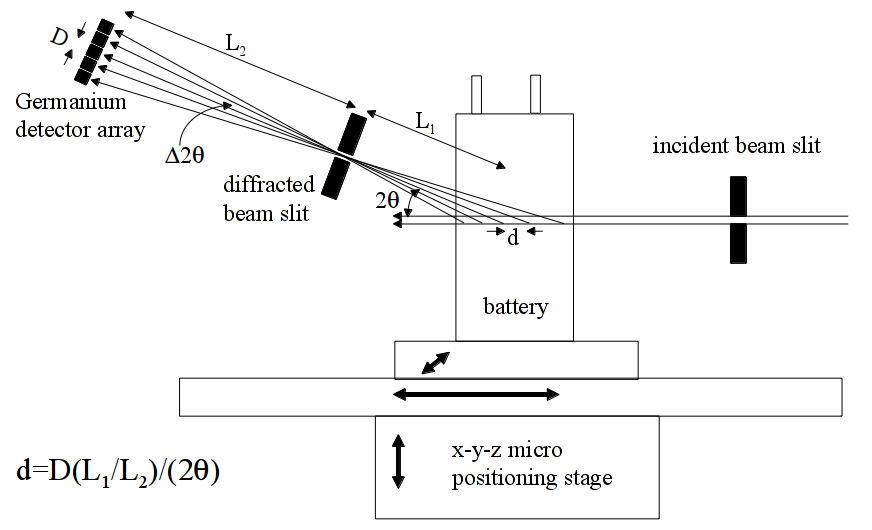 D
L₂
Germanium
detector array
Δ2θ
L₁
diffracted
beam slit
2θ
incident beam slit
d
battery
x-y-z micro
positioning stage
d=D(L₁/L₂)/(2θ)